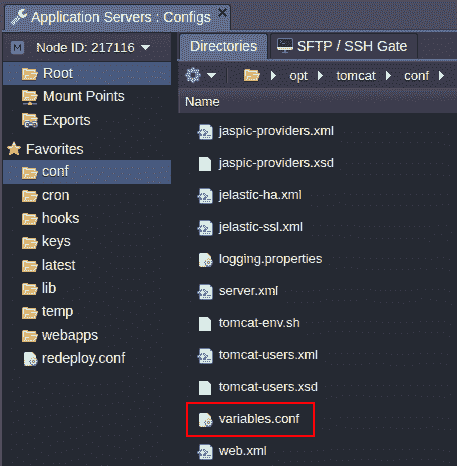 Application Servers : Configs
M Node ID: 217116
Root
Mount Points
Exports
Favorites
conf
cron
hooks
keys
latest
lib
temp
webapps
redeploy.conf
Directories
SFTP / SSH Gate
opt tomcat conf
Name
jaspic-providers.xml
jaspic-providers.xsd
jelastic-ha.xml
jelastic-ssl.xml
logging.properties
server.xml
tomcat-env.sh
tomcat-users.xml
tomcat-users.xsd
variables.conf
web.xml